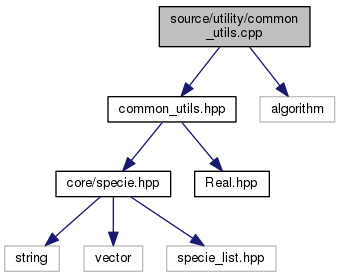 source/utility/common
_utils.cpp
common_utils.hpp
algorithm
core/specie.hpp
Real.hpp
string
vector
specie_list.hpp